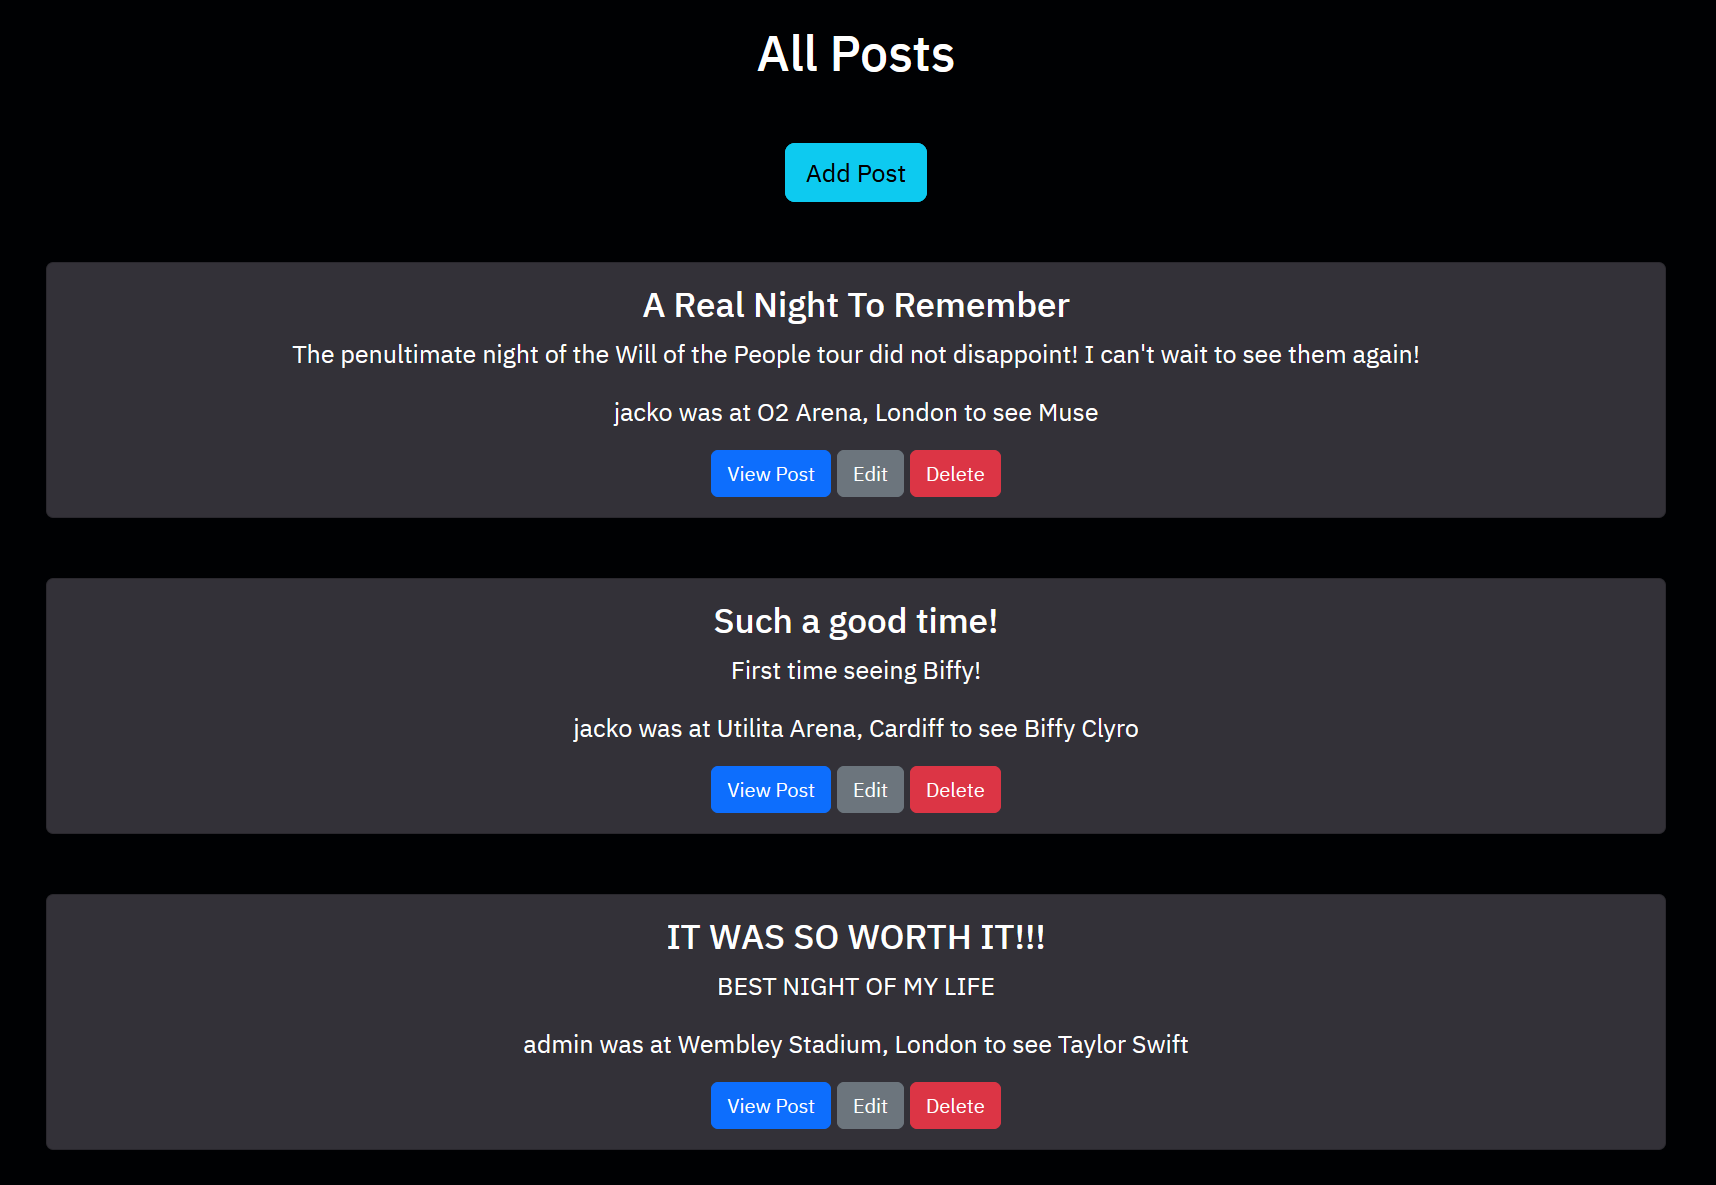 All Posts
Add Post
A Real Night To Remember
The penultimate night of the Will of the People tour did not disappoint! I can't wait to see them again!
jacko was at O2 Arena, London to see Muse
View Post Edit Delete
Such a good time!
First time seeing Biffy!
jacko was at Utilita Arena, Cardiff to see Biffy Clyro
View Post Edit Delete
IT WAS SO WORTH IT!!!
BEST NIGHT OF MY LIFE
admin was at Wembley Stadium, London to see Taylor Swift
View Post Edit Delete